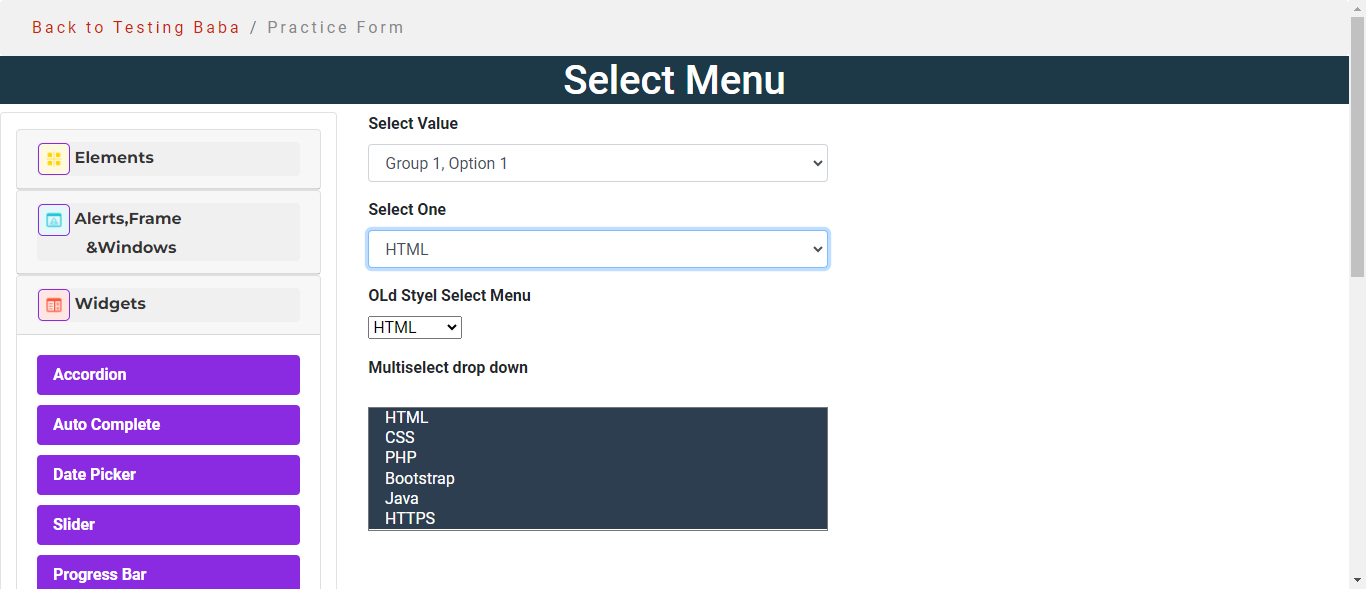 Back to Testing Baba / Practice Form
Select Menu
Elements
Alerts,Frame
&Windows
Widgets
Accordion
Auto Complete
Date Picker
Slider
Progress Bar
Select Value
Group 1, Option 1
Select One
HTML
OLd Styel Select Menu
HTML
Multiselect drop down
HTML
CSS
PHP
Bootstrap
Java
HTTPS